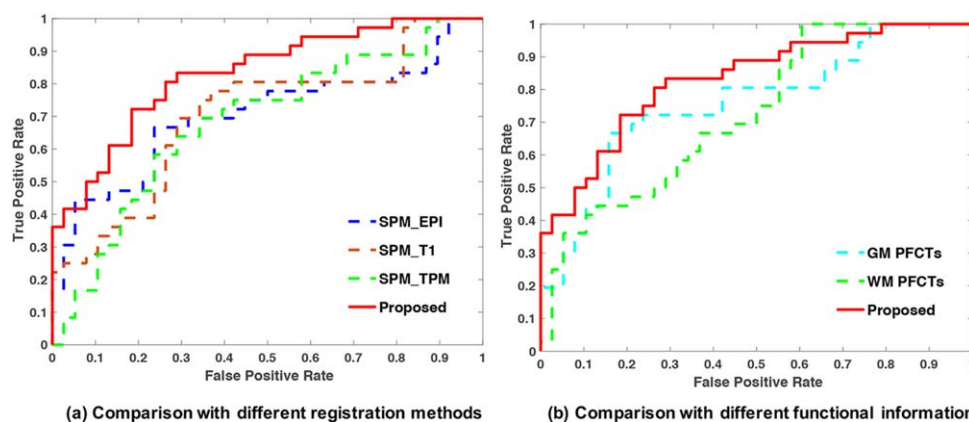 1
0.9
0.8
0.7
0.6
0.5
0.4
0.3
0.2
0.1
0
True Positive Rate
SPM_EPI
SPM_T1
SPM_TPM
Proposed
0 0.1 0.2 0.3 0.4 0.5 0.6 0.7 0.8 0.9 1
False Positive Rate
(a) Comparison with different registration methods
1
0.9
0.8
0.7
0.6
0.5
0.4
0.3
0.2
0.1
0
True Positive Rate
GM PFCTs
WM PFCTs
Proposed
0 0.1 0.2 0.3 0.4 0.5 0.6 0.7 0.8 0.9
False Positive Rate
(b) Comparison with different functional information